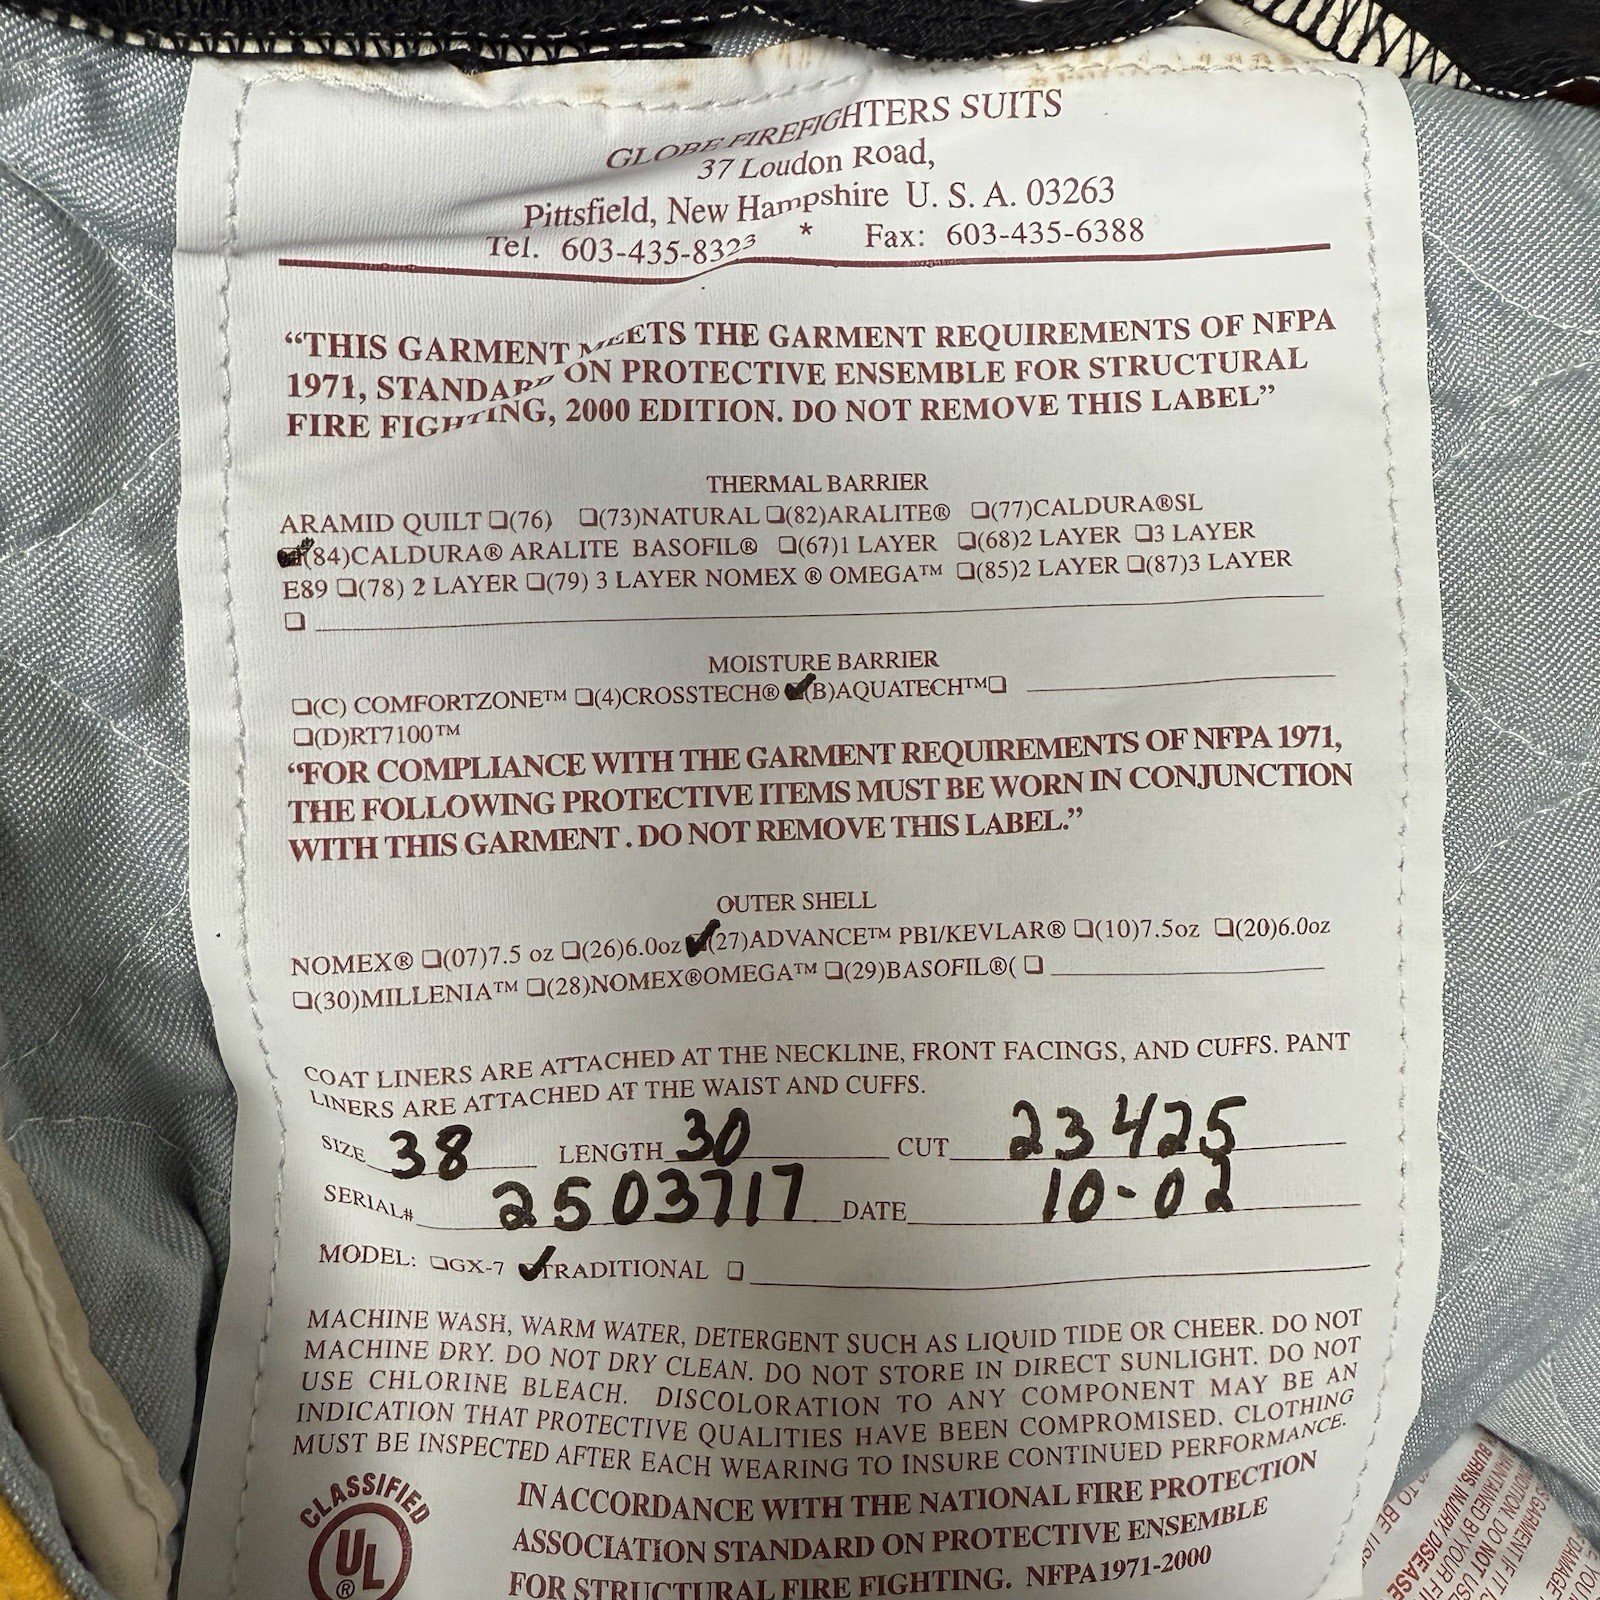 GLOBE FIREFIGHTERS SUITS
37 Loudon Road,
Pittsfield, New Hampshire U. S. A. 03263
Tel. 603-435-8323 * Fax: 603-435-6388
“THIS GARMENT MEETS THE GARMENT REQUIREMENTS OF NFPA
1971, STANDARD ON PROTECTIVE ENSEMBLE FOR STRUCTURAL
FIRE FIGHTING, 2000 EDITION. DO NOT REMOVE THIS LABEL”
THERMAL BARRIER
ARAMID QUILT ❏(76) ❏(73)NATURAL ❏(82)ARALITE® ❏(77)CALDURA®SL
✔(84)CALDURA® ARALITE BASOFIL® ❏(67)1 LAYER ❏(68)2 LAYER ❏3 LAYER
E89 ❏(78) 2 LAYER ❏(79) 3 LAYER NOMEX ® OMEGA™ ❏(85)2 LAYER ❏(87)3 LAYER
❏
MOISTURE BARRIER
❏(C) COMFORTZONE™ ❏(4)CROSSTECH® ✔(B)AQUATECH™❏
❏(D)RT7100™
“FOR COMPLIANCE WITH THE GARMENT REQUIREMENTS OF NFPA 1971,
THE FOLLOWING PROTECTIVE ITEMS MUST BE WORN IN CONJUNCTION
WITH THIS GARMENT . DO NOT REMOVE THIS LABEL.”
OUTER SHELL
NOMEX® ❏(07)7.5 oz ❏(26)6.0oz ✔(27)ADVANCE™ PBI/KEVLAR® ❏(10)7.5oz ❏(20)6.0oz
❏(30)MILLENIA™ ❏(28)NOMEX®OMEGA™ ❏(29)BASOFIL®( ❏
COAT LINERS ARE ATTACHED AT THE NECKLINE, FRONT FACINGS, AND CUFFS. PANT
LINERS ARE ATTACHED AT THE WAIST AND CUFFS.
SIZE 38 LENGTH 30 CUT 23425
SERIAL# 2503717 DATE 10-02
MODEL: ❏GX-7 ✔TRADITIONAL ❏
MACHINE WASH, WARM WATER, DETERGENT SUCH AS LIQUID TIDE OR CHEER. DO NOT
MACHINE DRY. DO NOT DRY CLEAN. DO NOT STORE IN DIRECT SUNLIGHT. DO NOT
USE CHLORINE BLEACH. DISCOLORATION TO ANY COMPONENT MAY BE AN
INDICATION THAT PROTECTIVE QUALITIES HAVE BEEN COMPROMISED. CLOTHING
MUST BE INSPECTED AFTER EACH WEARING TO INSURE CONTINUED PERFORMANCE.
CLASSIFIED
UL ®
IN ACCORDANCE WITH THE NATIONAL FIRE PROTECTION
ASSOCIATION STANDARD ON PROTECTIVE ENSEMBLE
FOR STRUCTURAL FIRE FIGHTING. NFPA 1971-2000